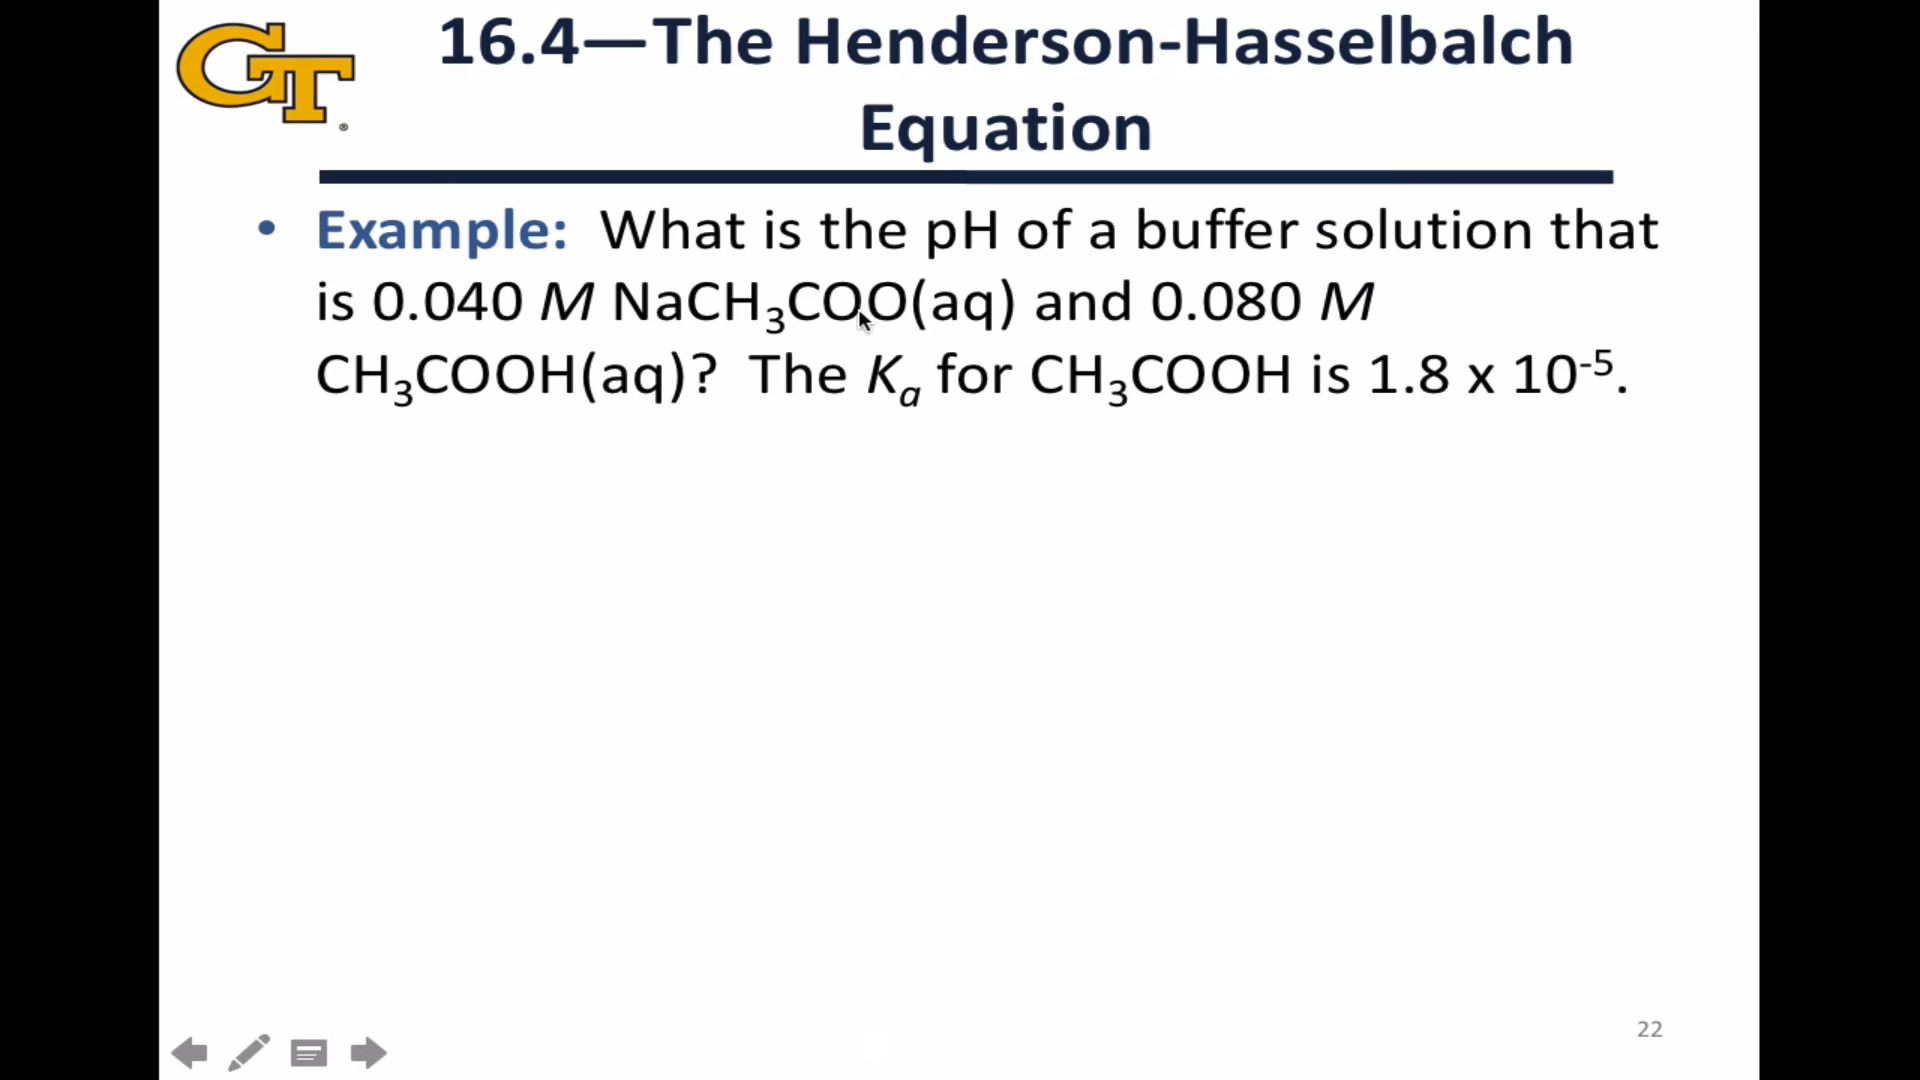 GT
®
16.4—The Henderson-Hasselbalch
Equation
• Example: What is the pH of a buffer solution that
is 0.040 M NaCH₃COO(aq) and 0.080 M
CH₃COOH(aq)? The Kₐ for CH₃COOH is 1.8 x 10⁻⁵.
22